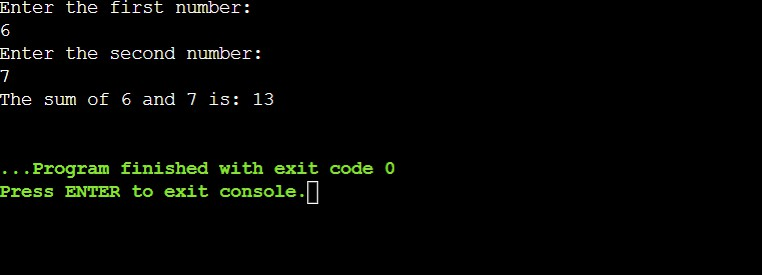 Enter the first number:
6
Enter the second number:
7
The sum of 6 and 7 is: 13
...Program finished with exit code 0
Press ENTER to exit console.